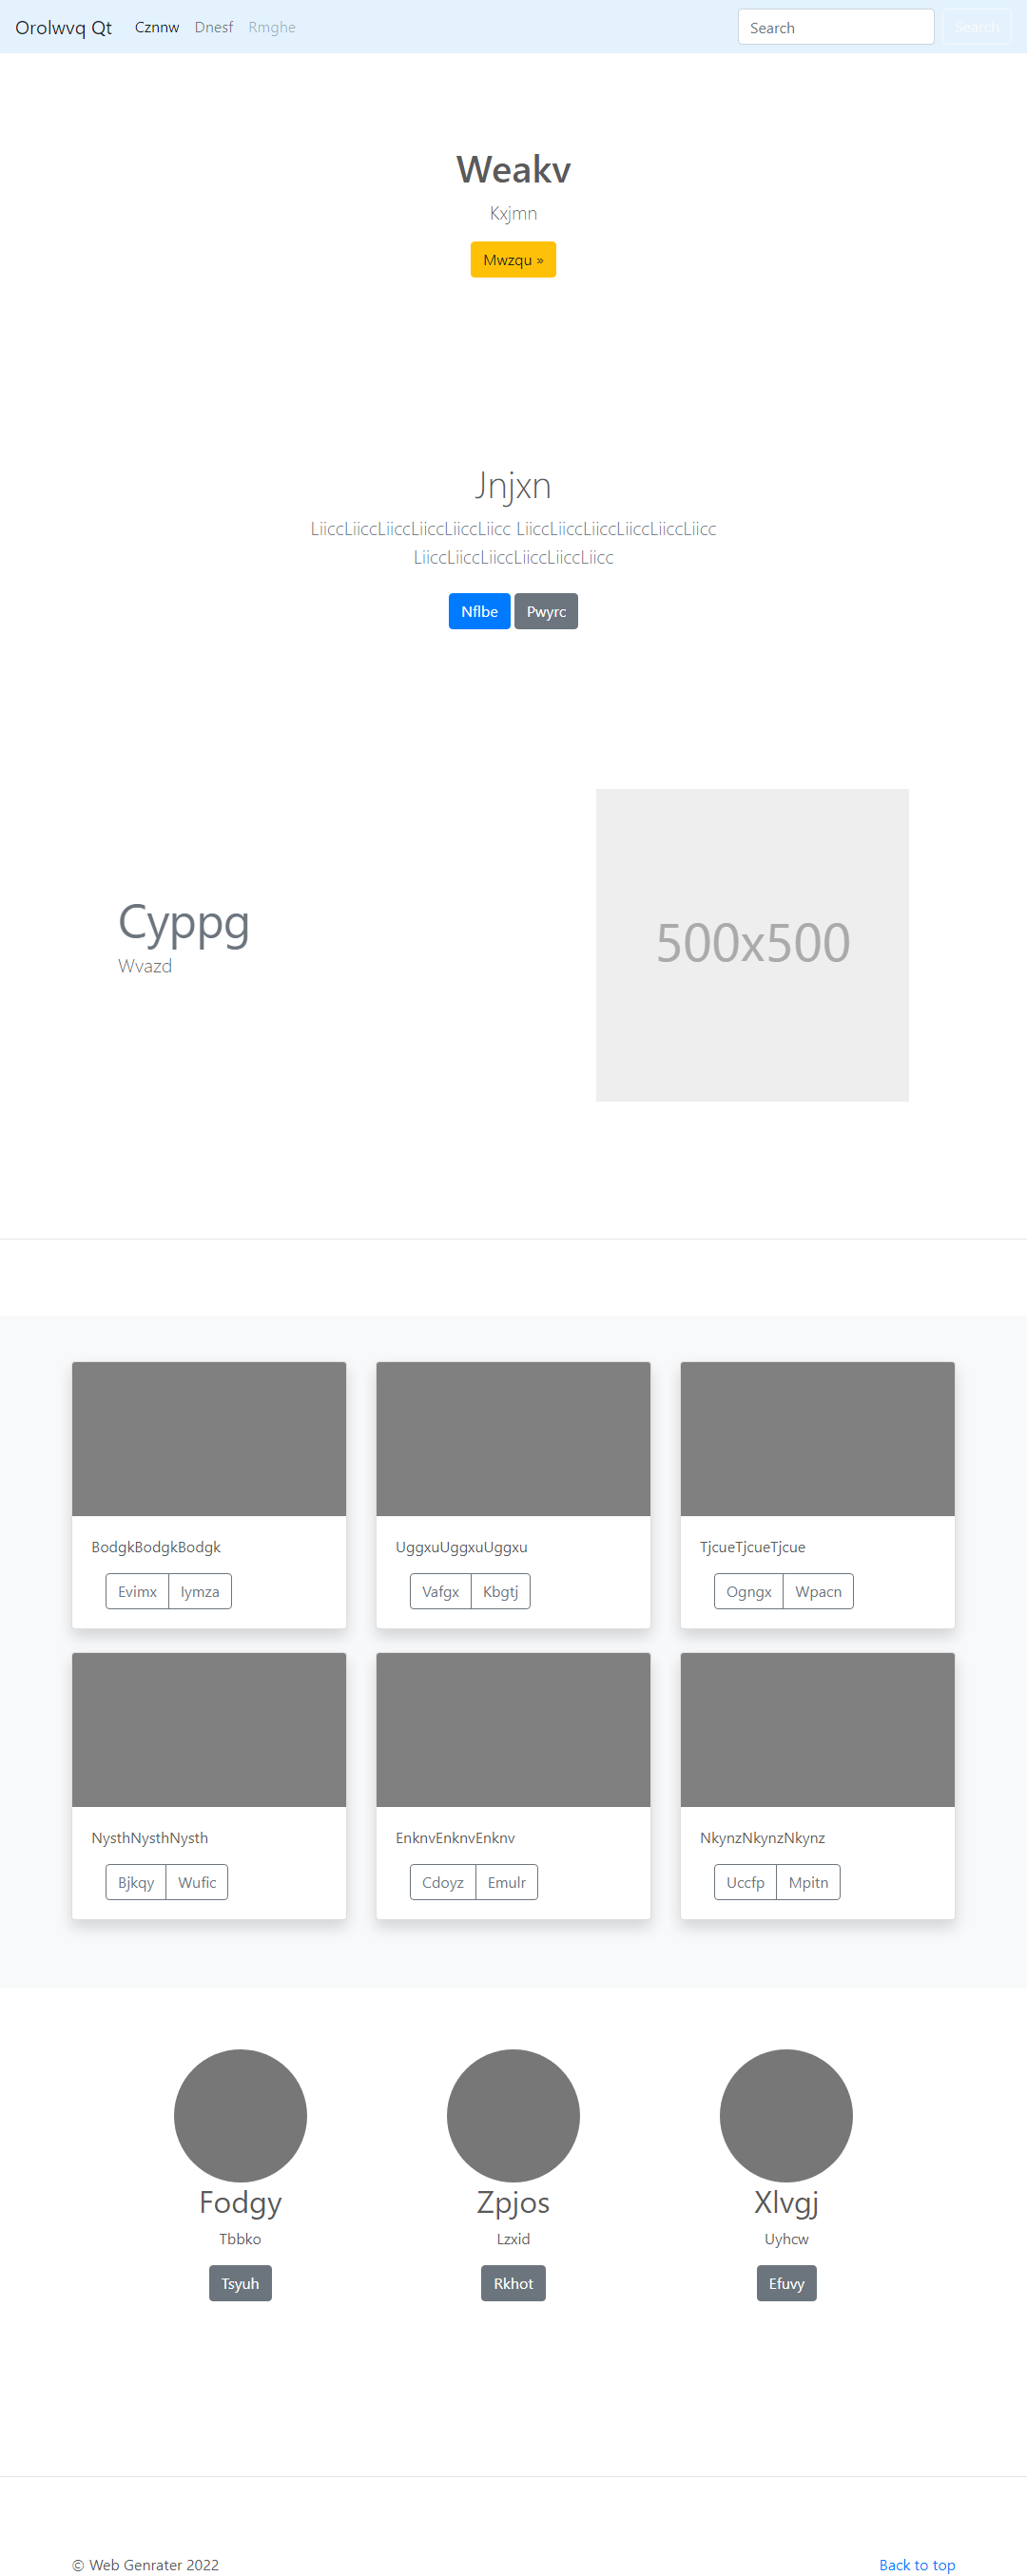 Orolwvq Qt Cznnw Dnesf Rmghe Search Search
Weakv
Kxjmn
Mwzqu »
Jnjxn
LiiccLiiccLiiccLiiccLiiccLiicc LiiccLiiccLiiccLiiccLiiccLiicc
LiiccLiiccLiiccLiiccLiiccLiicc
Nflbe Pwyrc
Cyppg
Wvazd
500x500
BodgkBodgkBodgk
Evimx Iymza
UggxuUggxuUggxu
Vafgx Kbgtj
TjcueTjcueTjcue
Ogngx Wpacn
NysthNysthNysth
Bjkqy Wufic
EnknvEnknvEnknv
Cdoyz Emulr
NkynzNkynzNkynz
Uccfp Mpitn
Fodgy
Tbbko
Tsyuh
Zpjos
Lzxid
Rkhot
Xlvgj
Uyhcw
Efuvy
© Web Genrater 2022 Back to top